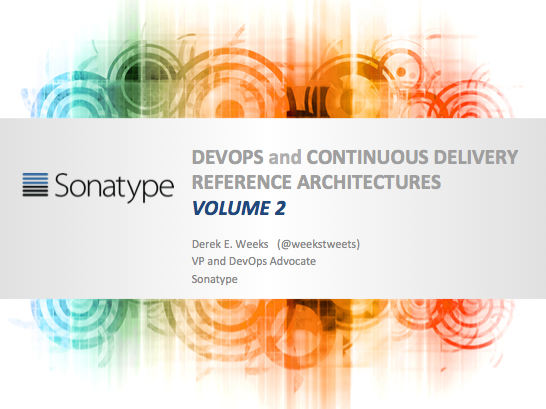 Sonatype
DEVOPS and CONTINUOUS DELIVERY
REFERENCE ARCHITECTURES
VOLUME 2
Derek E. Weeks (@weekstweets)
VP and DevOps Advocate
Sonatype